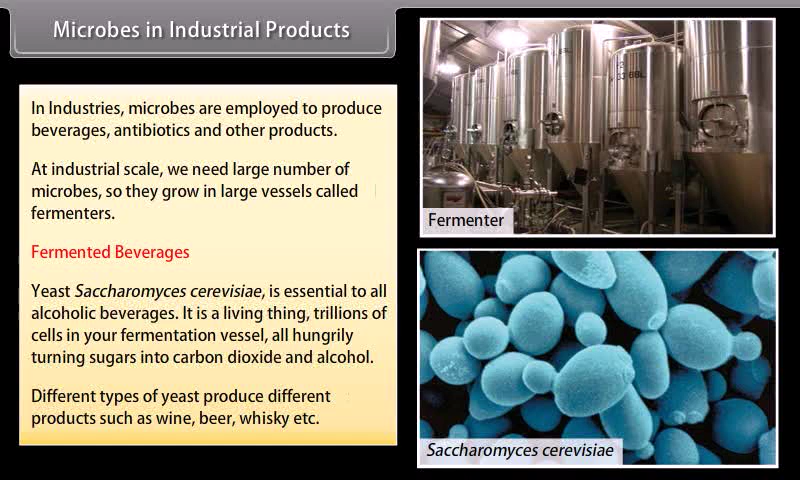 Microbes in Industrial Products
In Industries, microbes are employed to produce
beverages, antibiotics and other products.
At industrial scale, we need large number of
microbes, so they grow in large vessels called
fermenters.
Fermented Beverages
Yeast Saccharomyces cerevisiae, is essential to all
alcoholic beverages. It is a living thing, trillions of
cells in your fermentation vessel, all hungrily
turning sugars into carbon dioxide and alcohol.
Different types of yeast produce different
products such as wine, beer, whisky etc.
Fermenter
Saccharomyces cerevisiae